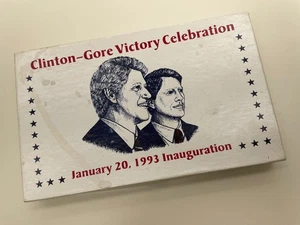 Clinton-Gore Victory Celebration
January 20, 1993 Inauguration